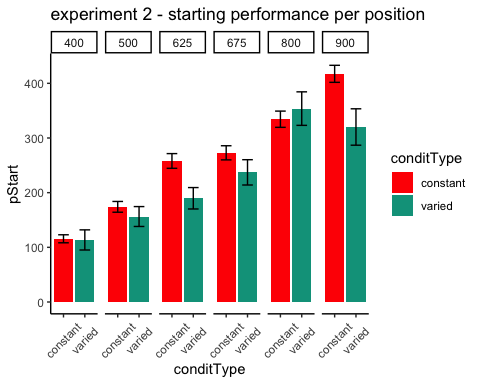 experiment 2 - starting performance per position
400 500 625 675 800 900
pStart
400
300
200
100
0
constant varied constant varied constant varied constant varied constant varied constant varied
conditType
conditType
constant
varied